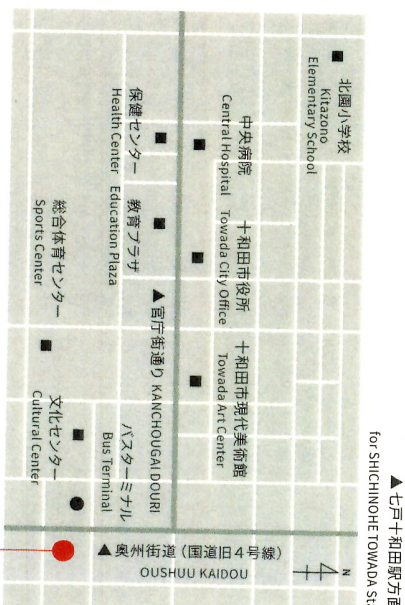 ▲七戸十和田駅方面
for SHICHINOHE TOWADA St.
N
北園小学校
Kitazono
Elementary School
中央病院
Central Hospital
十和田市役所
Towada City Office
十和田市現代美術館
Towada Art Center
保健センター
Health Center
教育プラザ
Education Plaza
▲官庁街通り KANCHOUGAI DOURI
バスターミナル
Bus Terminal
総合体育センター
Sports Center
文化センター
Cultural Center
▲奥州街道(国道旧4号線)
OUSHUU KAIDOU